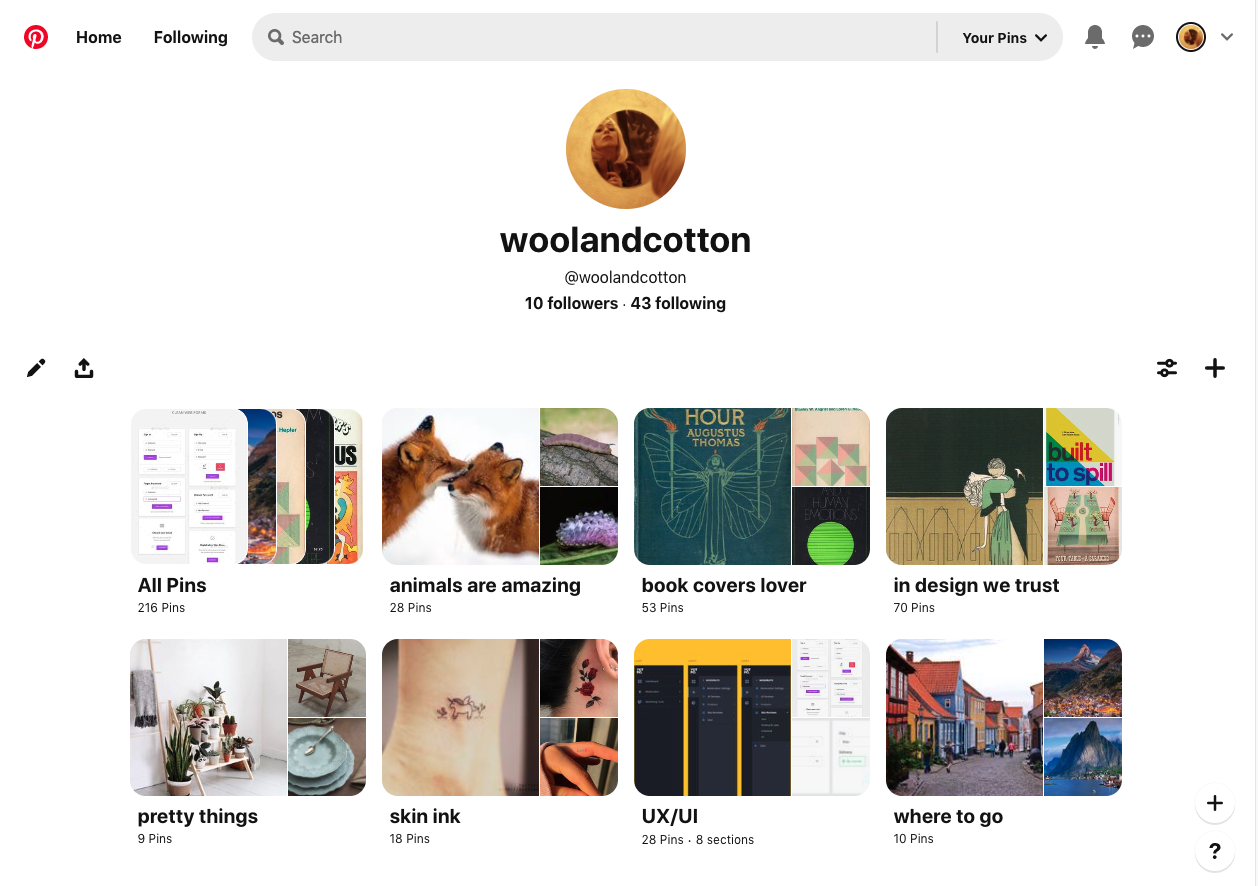 Home
Following
Search
Your Pins
woolandcotton
@woolandcotton
10 followers · 43 following
HOUR
AUGUSTUS
THOMAS
built
to spill
All Pins
216 Pins
animals are amazing
28 Pins
book covers lover
53 Pins
in design we trust
70 Pins
pretty things
9 Pins
skin ink
18 Pins
UX/UI
28 Pins · 8 sections
where to go
10 Pins
?